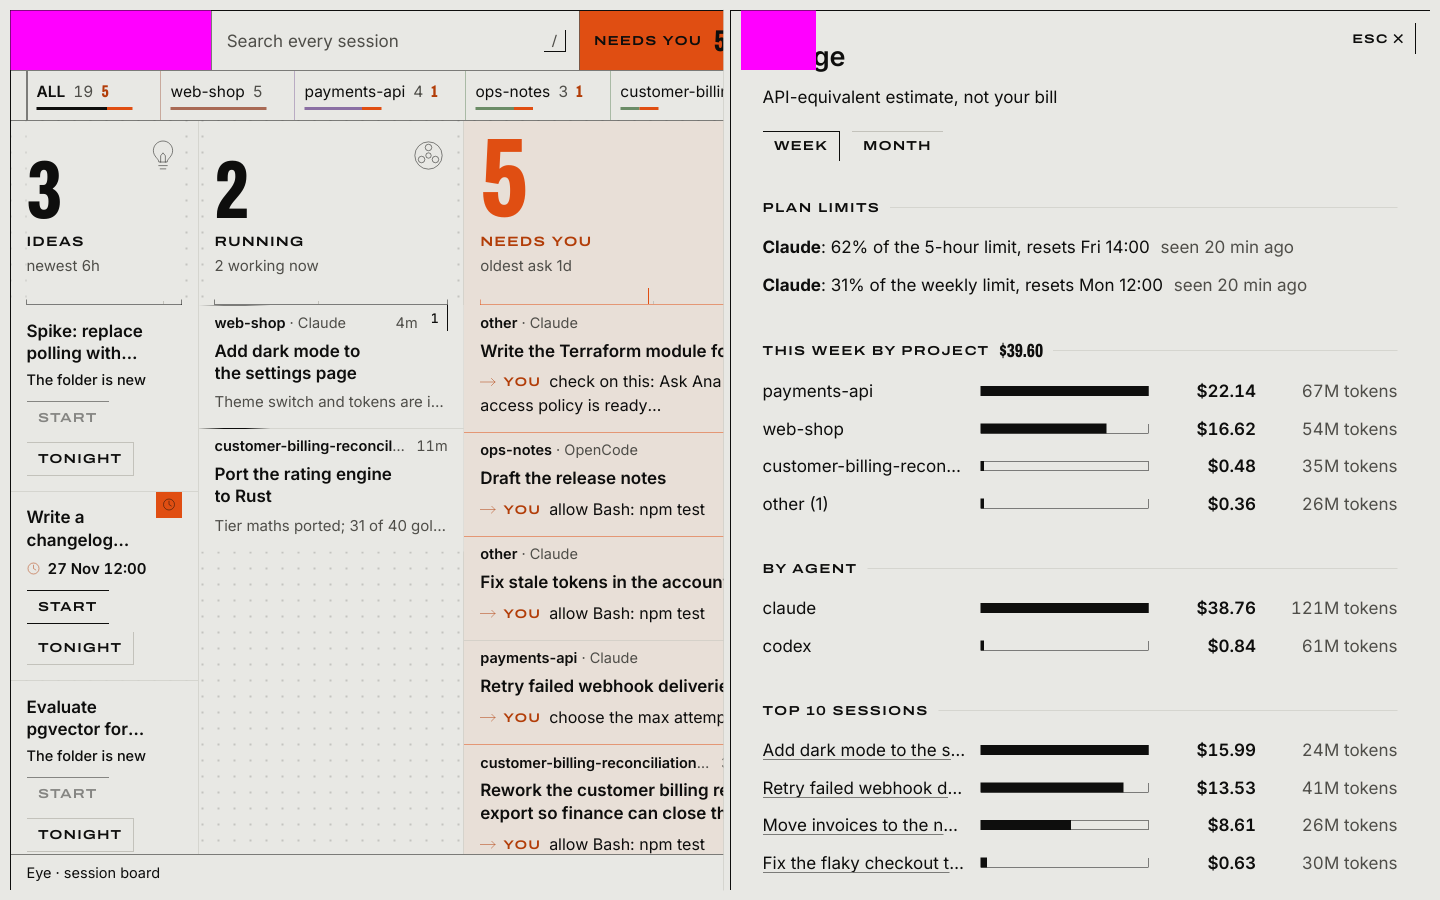 Search every session /
NEEDS YOU
ALL 19 5
web-shop 5
payments-api 4 1
ops-notes 3 1
3
IDEAS
newest 6h
Spike: replace
polling with...
The folder is new
START
TONIGHT
Write a
changelog...
27 Nov 12:00
START
TONIGHT
Evaluate
pgvector for...
The folder is new
START
TONIGHT
2
RUNNING
2 working now
web-shop · Claude 4m 1
Add dark mode to
the settings page
Theme switch and tokens are i...
customer-billing-reconcil... 11m
Port the rating engine
to Rust
Tier maths ported; 31 of 40 gol...
5
NEEDS YOU
oldest ask 1d
other · Claude
Write the Terraform module
→ YOU check on this: Ask Ana
access policy is ready...
ops-notes · OpenCode
Draft the release notes
→ YOU allow Bash: npm test
other · Claude
Fix stale tokens in the
→ YOU allow Bash: npm test
payments-api · Claude
Retry failed webhook
→ YOU choose the max
customer-billing-reconciliation...
Rework the customer billing
export so finance can close
→ YOU allow Bash: npm test
Eye · session board
ESC ×
API-equivalent estimate, not your bill
WEEK MONTH
PLAN LIMITS
Claude: 62% of the 5-hour limit, resets Fri 14:00 seen 20 min ago
Claude: 31% of the weekly limit, resets Mon 12:00 seen 20 min ago
THIS WEEK BY PROJECT $39.60
payments-api $22.14 67M tokens
web-shop $16.62 54M tokens
customer-billing-recon... $0.48 35M tokens
other (1) $0.36 26M tokens
BY AGENT
claude $38.76 121M tokens
codex $0.84 61M tokens
TOP 10 SESSIONS
Add dark mode to the s... $15.99 24M tokens
Retry failed webhook d... $13.53 41M tokens
Move invoices to the n... $8.61 26M tokens
Fix the flaky checkout t... $0.63 30M tokens